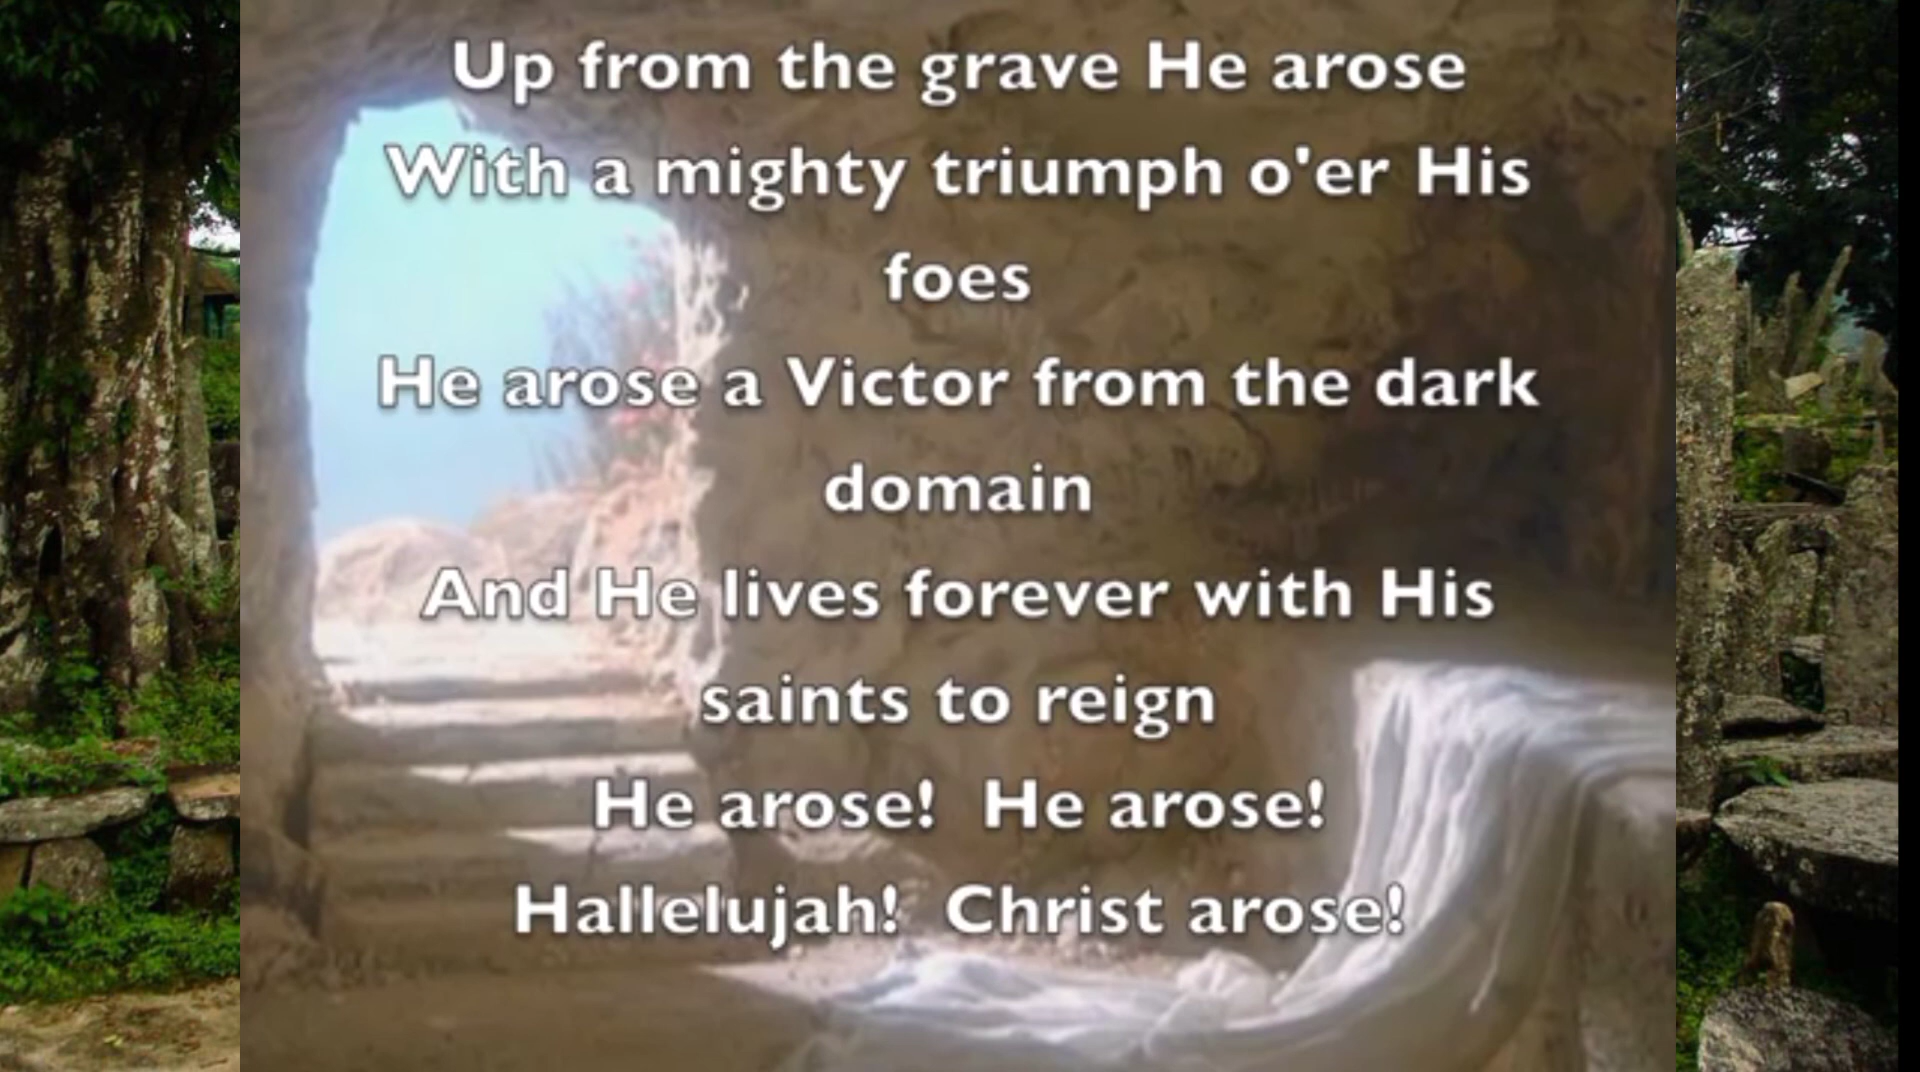 Up from the grave He arose
With a mighty triumph o'er His
foes
He arose a Victor from the dark
domain
And He lives forever with His
saints to reign
He arose!  He arose!
Hallelujah!  Christ arose!